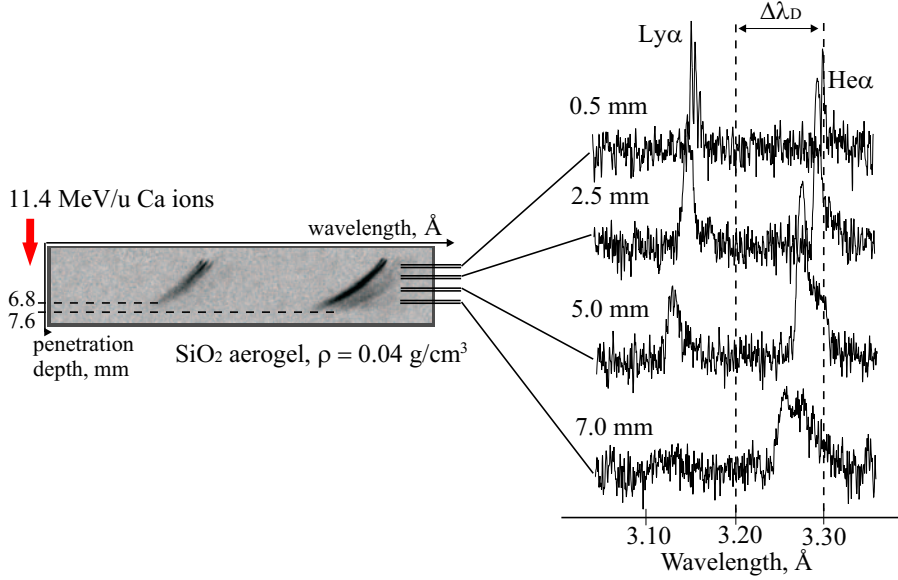 11.4 MeV/u Ca ions
wavelength, Å
6.8
7.6
penetration
depth, mm
SiO₂ aerogel, ρ = 0.04 g/cm³
Lyα
ΔλD
Heα
0.5 mm
2.5 mm
5.0 mm
7.0 mm
3.10
3.20
3.30
Wavelength, Å